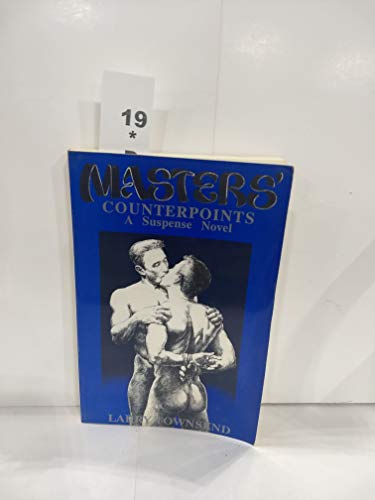 19
*
MASTERS'
COUNTERPOINTS
A Suspense Novel
LARRY TOWNSEND